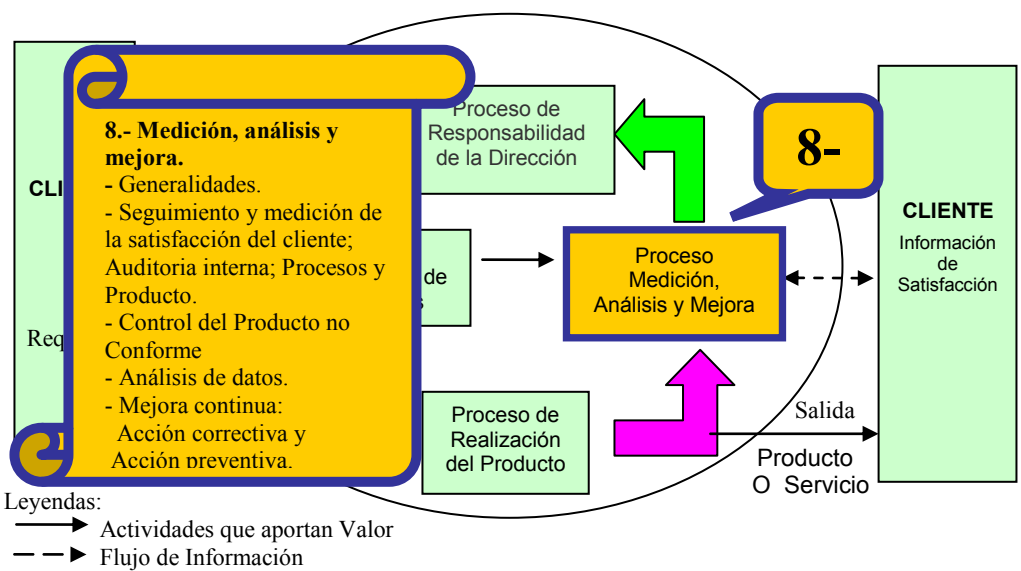 CLI
Req
8.- Medición, análisis y
mejora.
- Generalidades.
- Seguimiento y medición de
la satisfacción del cliente;
Auditoria interna; Procesos y
Producto.
- Control del Producto no
Conforme
- Análisis de datos.
- Mejora continua:
Acción correctiva y
Acción preventiva.
Proceso de
Responsabilidad
de la Dirección
de
s
Proceso de
Realización
del Producto
8-
Proceso
Medición,
Análisis y Mejora
CLIENTE
Información
de
Satisfacción
Salida
Producto
O Servicio
Leyendas:
Actividades que aportan Valor
Flujo de Información